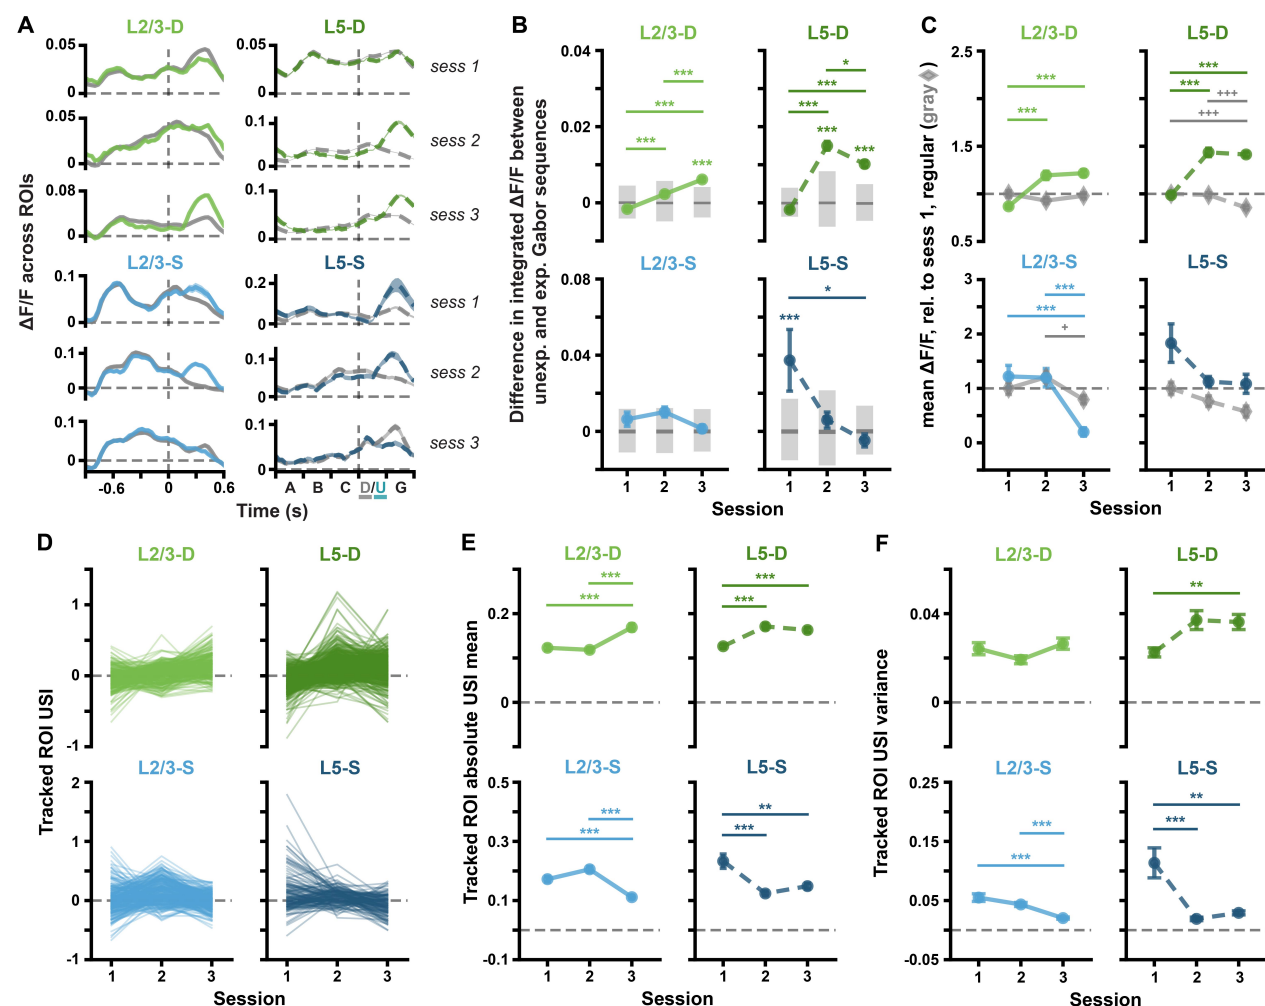 A
L2/3-D
L5-D
0.05
0
0.05
0
sess 1
0.05
0
0.1
0
sess 2
0.08
0
0.1
0
sess 3
L2/3-S
L5-S
0.1
0
0.2
0
sess 1
0.1
0
0.1
0
sess 2
0.1
0
0.1
0
sess 3
ΔF/F across ROIs
-0.6 0 0.6
A B C D/U G
Time (s)
B
L2/3-D
L5-D
0.04
0.02
0
***
***
***
***
*
***
***
***
***
L2/3-S
L5-S
0.08
0.04
0
*
***
Difference in integrated ΔF/F between
unexp. and exp. Gabor sequences
1 2 3
1 2 3
Session
C
L2/3-D
L5-D
2.5
1.5
0.5
***
***
***
***
+++
+++
L2/3-S
L5-S
3
2
1
0
***
***
+
mean ΔF/F, rel. to sess 1, regular (gray ◆)
1 2 3
1 2 3
Session
D
L2/3-D
L5-D
1
0
-1
L2/3-S
L5-S
2
1
0
-1
Tracked ROI USI
1 2 3
1 2 3
Session
E
L2/3-D
L5-D
0.2
0
***
***
***
***
L2/3-S
L5-S
0.5
0.3
0.1
-0.1
***
***
**
***
Tracked ROI absolute USI mean
1 2 3
1 2 3
Session
F
L2/3-D
L5-D
0.04
0
**
L2/3-S
L5-S
0.25
0.15
0.05
-0.05
***
***
**
***
Tracked ROI USI variance
1 2 3
1 2 3
Session